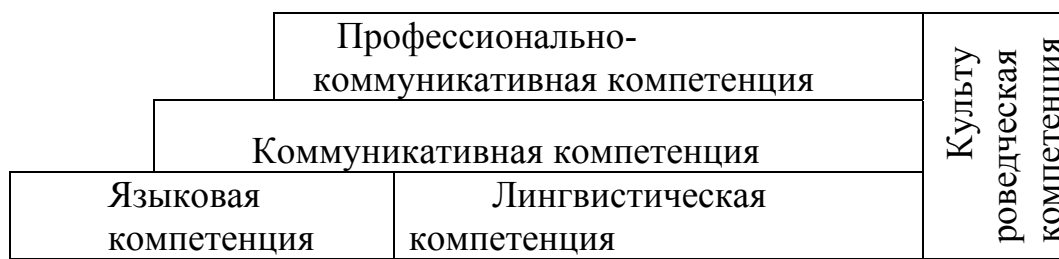 Профессионально-
коммуникативная компетенция
Коммуникативная компетенция
Языковая
компетенция
Лингвистическая
компетенция
Культу
роведческая
компетенция